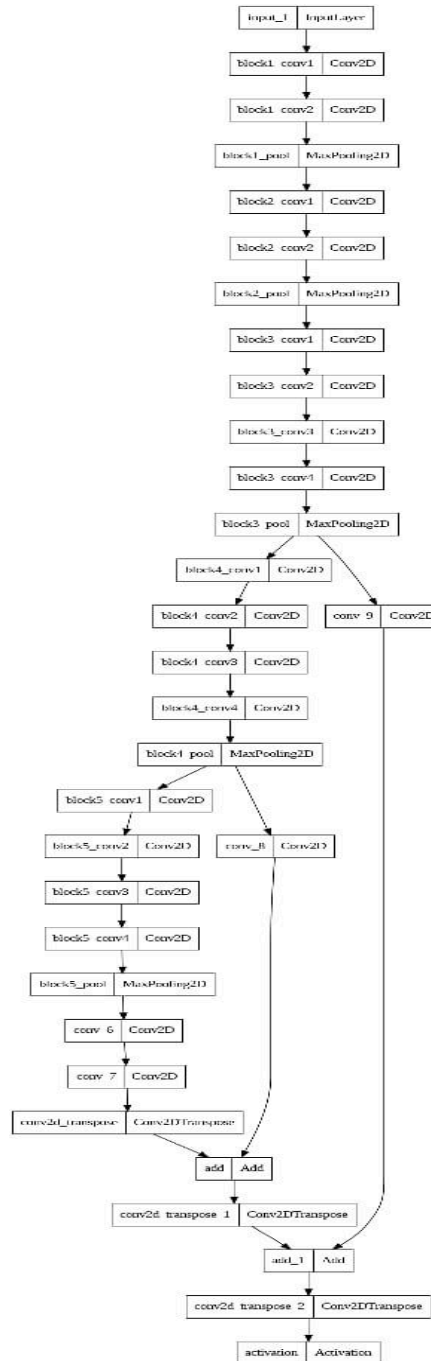 input_1 InputLayer
block1_conv1 Conv2D
block1_conv2 Conv2D
block1_pool MaxPooling2D
block2_conv1 Conv2D
block2_conv2 Conv2D
block2_pool MaxPooling2D
block3_conv1 Conv2D
block3_conv2 Conv2D
block3_conv3 Conv2D
block3_conv4 Conv2D
block3_pool MaxPooling2D
block4_conv1 Conv2D
block4_conv2 Conv2D
conv_9 Conv2D
block4_conv3 Conv2D
block4_conv4 Conv2D
block4_pool MaxPooling2D
block5_conv1 Conv2D
block5_conv2 Conv2D
conv_8 Conv2D
block5_conv3 Conv2D
block5_conv4 Conv2D
block5_pool MaxPooling2D
conv_6 Conv2D
conv_7 Conv2D
conv2d_transpose Conv2DTranspose
add Add
conv2d_transpose_1 Conv2DTranspose
add_1 Add
conv2d_transpose_2 Conv2DTranspose
activation Activation